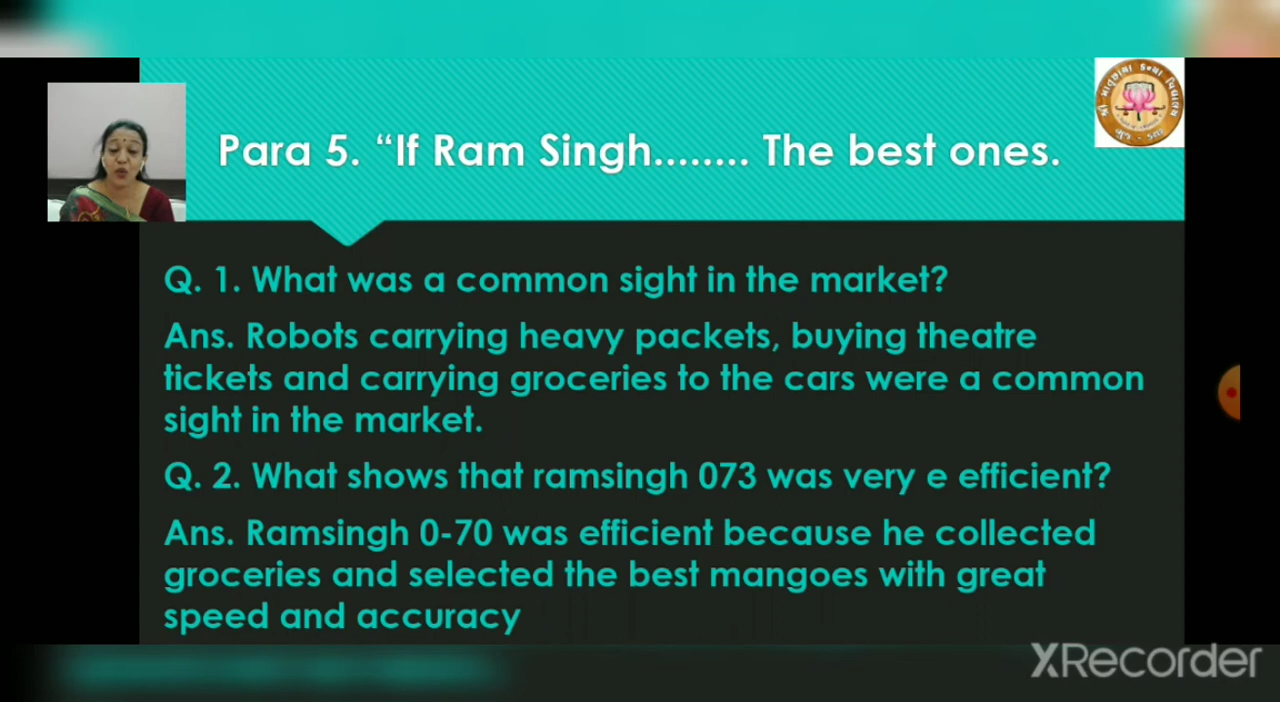 Para 5. “If Ram Singh........ The best ones.
Q. 1. What was a common sight in the market?
Ans. Robots carrying heavy packets, buying theatre
tickets and carrying groceries to the cars were a common
sight in the market.
Q. 2. What shows that ramsingh 073 was very e efficient?
Ans. Ramsingh 0-70 was efficient because he collected
groceries and selected the best mangoes with great
speed and accuracy
XRecorder